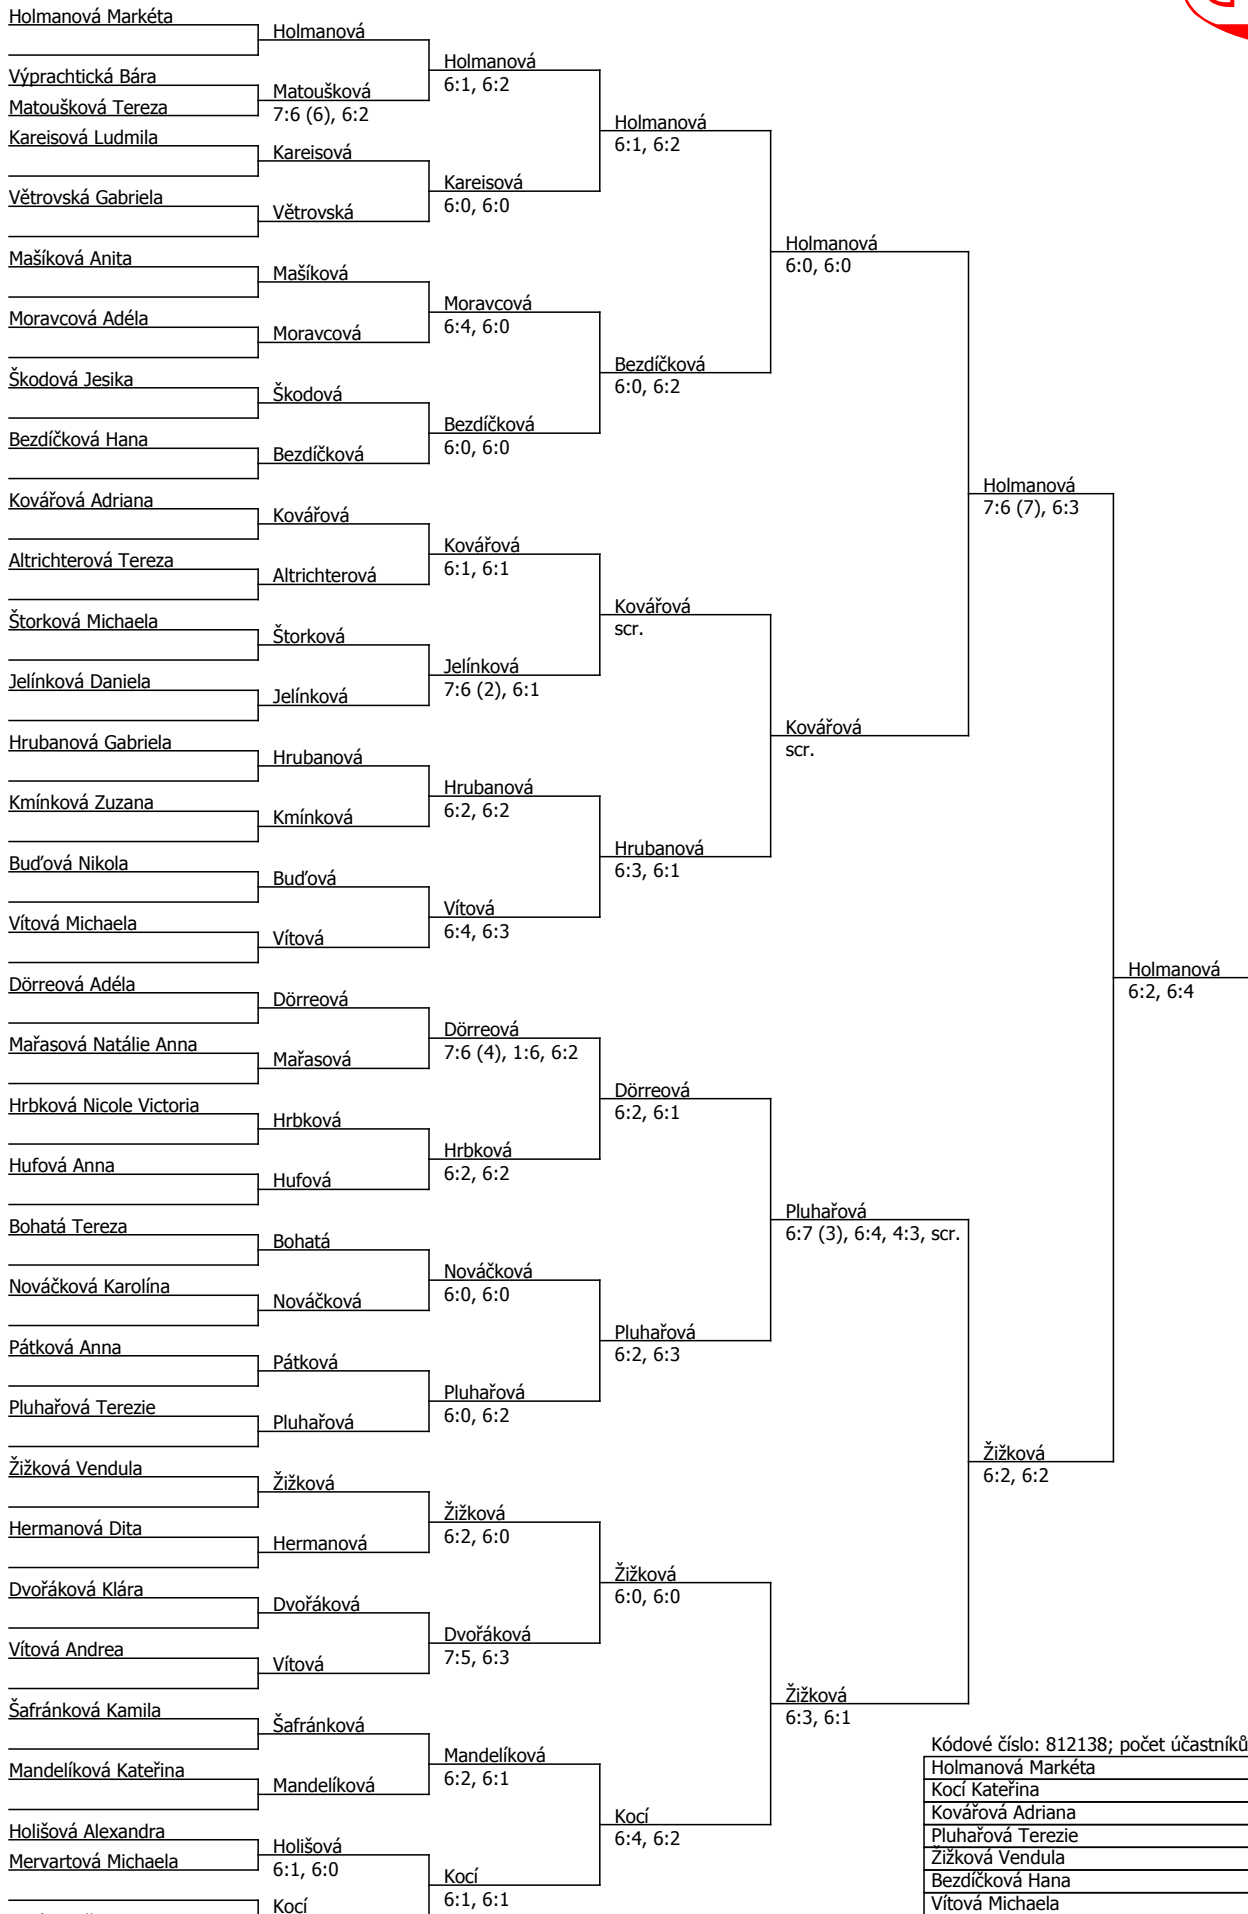 Holmanová Markéta
Výprachtická Bára
Matoušková Tereza
Kareisová Ludmila
Větrovská Gabriela
Mašíková Anita
Moravcová Adéla
Škodová Jesika
Bezdíčková Hana
Kovářová Adriana
Altrichterová Tereza
Štorková Michaela
Jelínková Daniela
Hrubanová Gabriela
Kmínková Zuzana
Buďová Nikola
Vítová Michaela
Dörreová Adéla
Mařasová Natálie Anna
Hrbková Nicole Victoria
Hufová Anna
Bohatá Tereza
Nováčková Karolína
Pátková Anna
Pluhařová Terezie
Žižková Vendula
Hermanová Dita
Dvořáková Klára
Vítová Andrea
Šafránková Kamila
Mandelíková Kateřina
Holišová Alexandra
Mervartová Michaela
Holmanová
Matoušková
7:6 (6), 6:2
Kareisová
Větrovská
Mašíková
Moravcová
Škodová
Bezdíčková
Kovářová
Altrichterová
Štorková
Jelínková
Hrubanová
Kmínková
Buďová
Vítová
Dörreová
Mařasová
Hrbková
Hufová
Bohatá
Nováčková
Pátková
Pluhařová
Žižková
Hermanová
Dvořáková
Vítová
Šafránková
Mandelíková
Holišová
6:1, 6:0
Kocí
Holmanová
6:1, 6:2
Kareisová
6:0, 6:0
Moravcová
6:4, 6:0
Bezdíčková
6:0, 6:0
Kovářová
6:1, 6:1
Jelínková
7:6 (2), 6:1
Hrubanová
6:2, 6:2
Vítová
6:4, 6:3
Dörreová
7:6 (4), 1:6, 6:2
Hrbková
6:2, 6:2
Nováčková
6:0, 6:0
Pluhařová
6:0, 6:2
Žižková
6:2, 6:0
Dvořáková
7:5, 6:3
Mandelíková
6:2, 6:1
Kocí
6:1, 6:1
Holmanová
6:1, 6:2
Bezdíčková
6:0, 6:2
Kovářová
scr.
Hrubanová
6:3, 6:1
Dörreová
6:2, 6:1
Pluhařová
6:2, 6:3
Žižková
6:0, 6:0
Kocí
6:4, 6:2
Holmanová
6:0, 6:0
Kovářová
scr.
Pluhařová
6:7 (3), 6:4, 4:3, scr.
Žižková
6:3, 6:1
Holmanová
7:6 (7), 6:3
Žižková
6:2, 6:2
Holmanová
6:2, 6:4
Kódové číslo: 812138; počet účastníků
Holmanová Markéta
Kocí Kateřina
Kovářová Adriana
Pluhařová Terezie
Žižková Vendula
Bezdíčková Hana
Vítová Michaela